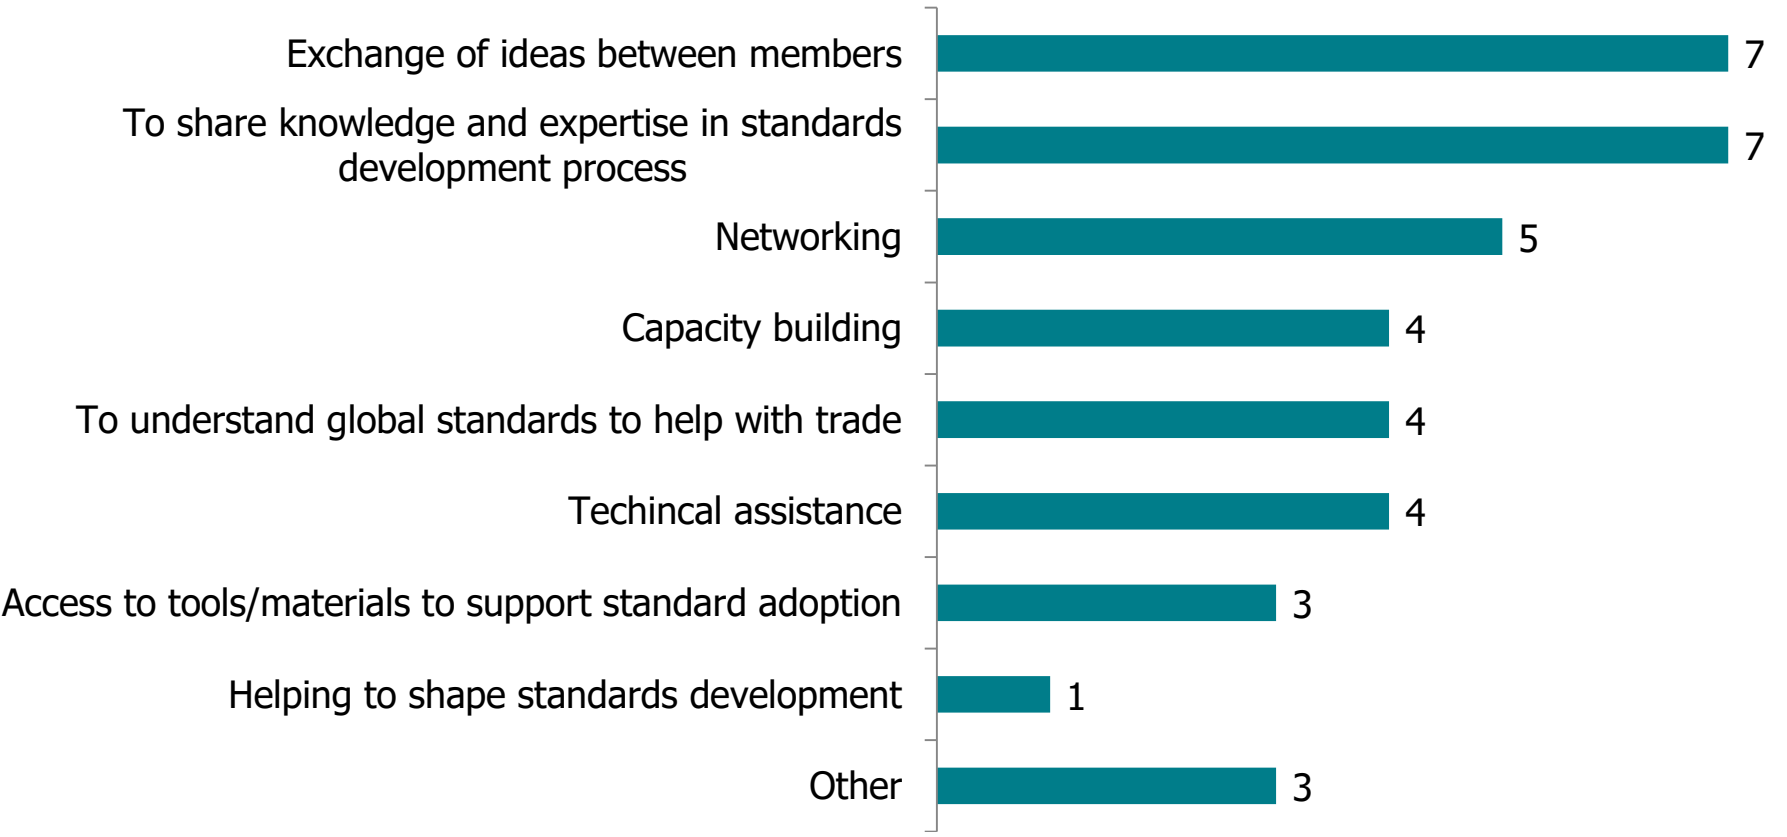 Exchange of ideas between members
7
To share knowledge and expertise in standards
development process
7
Networking
5
Capacity building
4
To understand global standards to help with trade
4
Techincal assistance
4
Access to tools/materials to support standard adoption
3
Helping to shape standards development
1
Other
3